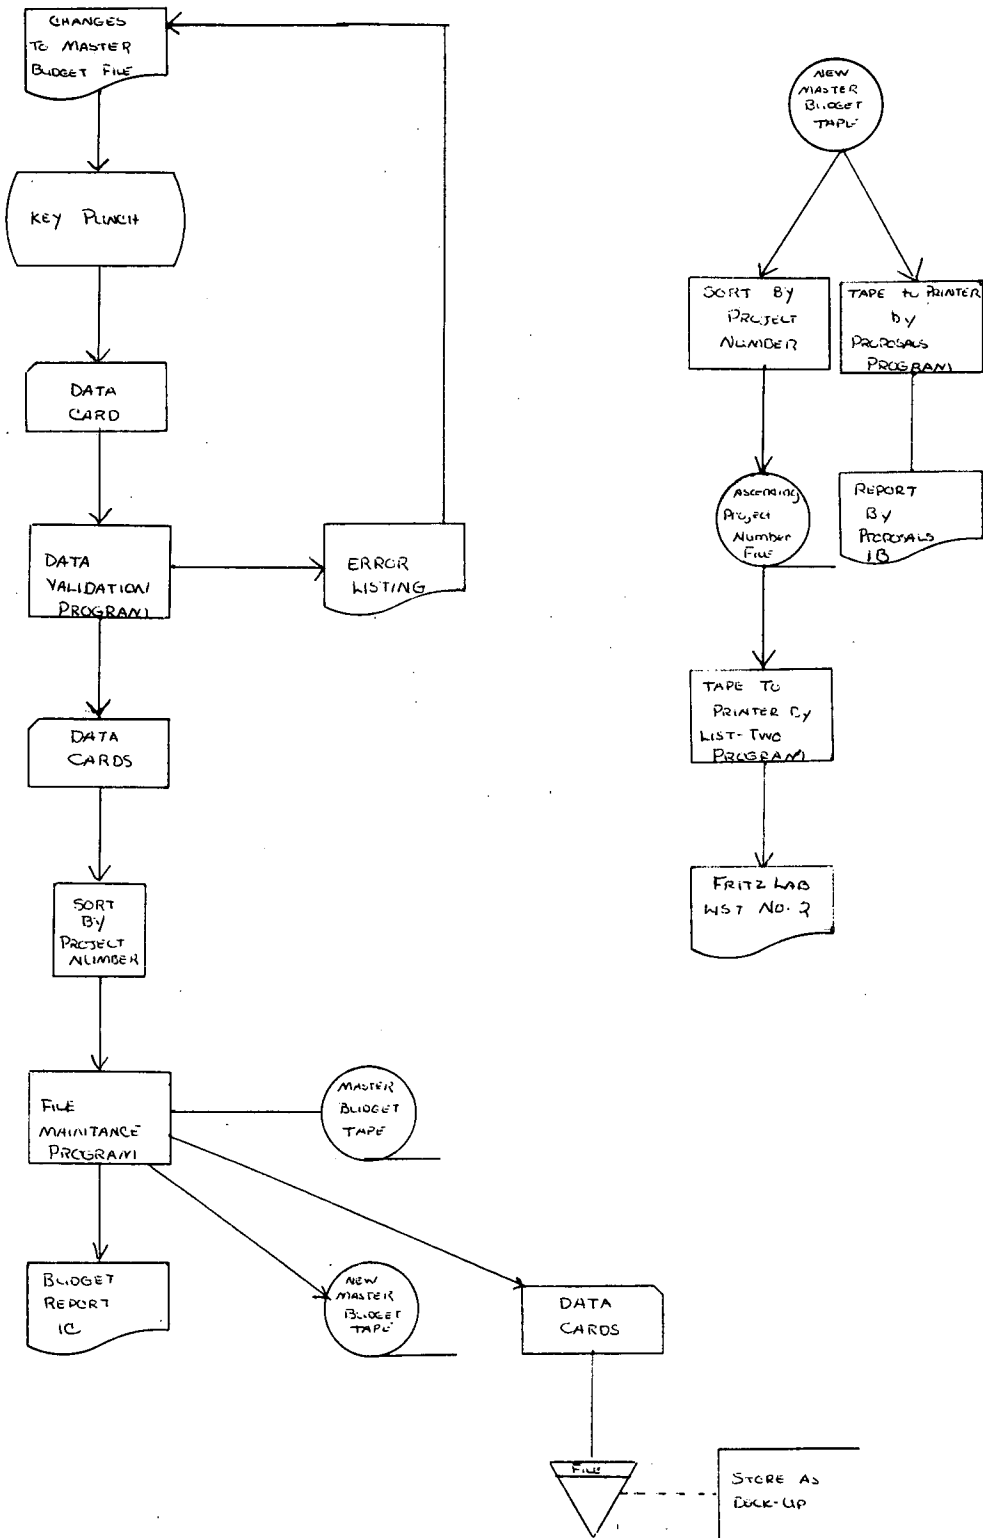 CHANGES
TO MASTER
BUDGET FILE
KEY PUNCH
DATA
CARD
DATA
VALIDATION
PROGRAM
ERROR
LISTING
DATA
CARDS
SORT
BY
PROJECT
NUMBER
FILE
MAINTANCE
PROGRAM
MASTER
BUDGET
TAPE
BUDGET
REPORT
1C
NEW
MASTER
BUDGET
TAPE
DATA
CARDS
FILE
STORE AS
BACK-UP
NEW
MASTER
BUDGET
TAPE
SORT BY
PROJECT
NUMBER
TAPE to PRINTER
by
PROPOSALS
PROGRAM
ASCENDING
Project
Number
FILE
REPORT
By
PROPOSALS
1B
TAPE TO
PRINTER By
LIST-TWO
PROGRAM
FRITZ LAB
LIST NO. 2